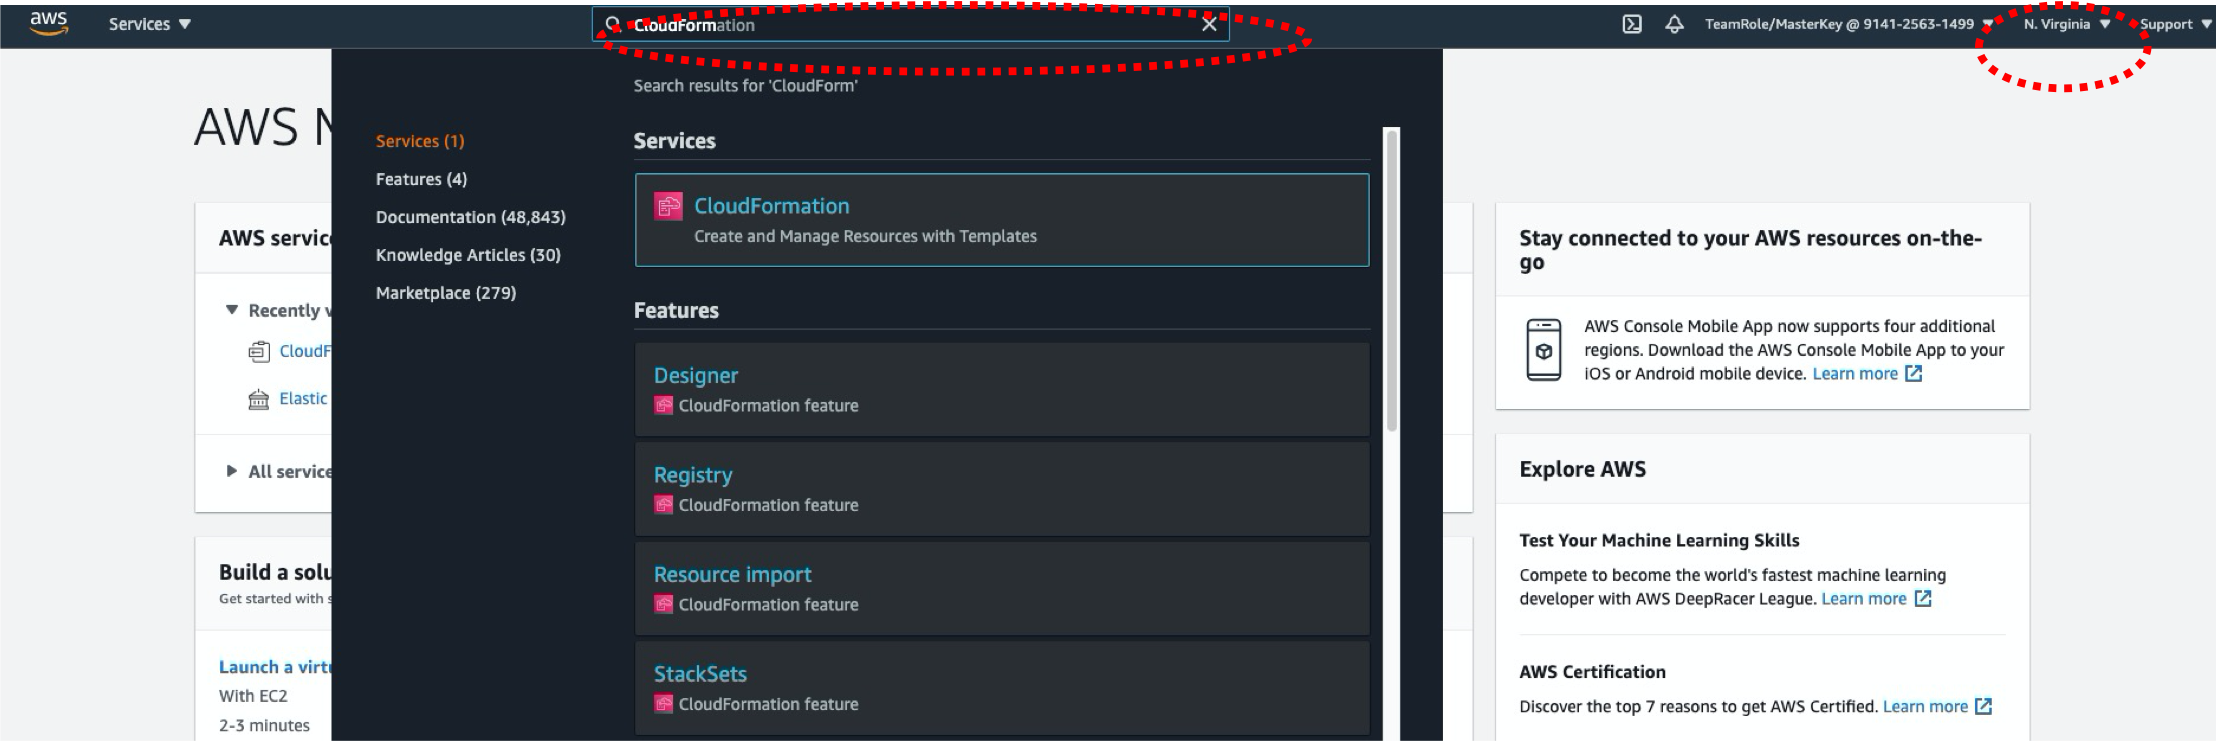 aws
Services
CloudFormation
TeamRole/MasterKey @ 9141-2563-1499
N. Virginia
Support
Search results for 'CloudForm'
AWS
Services (1)
Features (4)
Documentation (48,843)
Knowledge Articles (30)
Marketplace (279)
Services
CloudFormation
Create and Manage Resources with Templates
Features
Designer
CloudFormation feature
Registry
CloudFormation feature
Resource import
CloudFormation feature
StackSets
CloudFormation feature
AWS servic
Recently v
CloudF
Elastic
All service
Build a solu
Get started with s
Launch a virtu
With EC2
2-3 minutes
Stay connected to your AWS resources on-the-
go
AWS Console Mobile App now supports four additional
regions. Download the AWS Console Mobile App to your
iOS or Android mobile device. Learn more
Explore AWS
Test Your Machine Learning Skills
Compete to become the world's fastest machine learning
developer with AWS DeepRacer League. Learn more
AWS Certification
Discover the top 7 reasons to get AWS Certified. Learn more